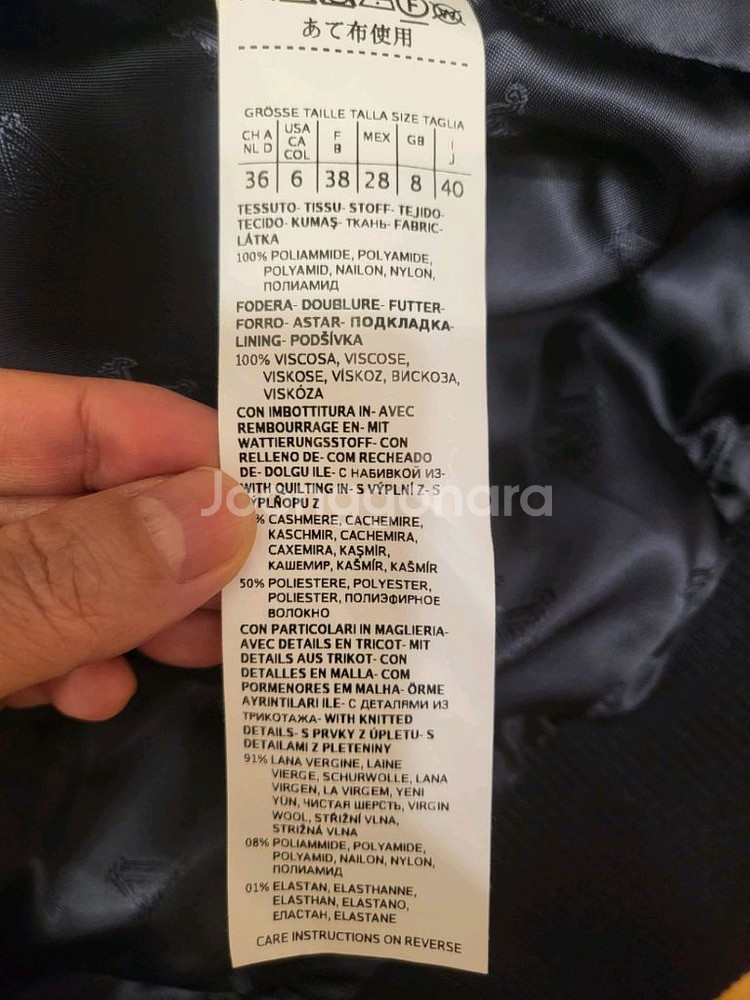 F
あて布使用
GRÖSSE TAILLE TALLA SIZE TAGLIA
CH A NL D | USA CA COL | F B | MEX | GB | I J
36 | 6 | 38 | 28 | 8 | 40
TESSUTO- TISSU- STOFF- TEJIDO-
TECIDO- KUMAŞ- ТКАНЬ- FABRIC-
LÁTKA
100% POLIAMMIDE, POLYAMIDE,
POLYAMID, NAILON, NYLON,
ПОЛИАМИД
FODERA- DOUBLURE- FUTTER-
FORRO- ASTAR- ПОДКЛАДКА-
LINING- PODŠÍVKA
100% VISCOSA, VISCOSE,
VISKOSE, VİSKOZ, ВИСКОЗА,
VISKÓZA
CON IMBOTTITURA IN- AVEC
REMBOURRAGE EN- MIT
WATTIERUNGSSTOFF- CON
RELLENO DE- COM RECHEADO
DE- DOLGU ILE- С НАБИВКОЙ ИЗ-
WITH QUILTING IN- S VÝPLNÍ Z- S
VÝPLŇOPU Z
% CASHMERE, CACHEMIRE,
KASCHMIR, CACHEMIRA,
CAXEMIRA, KAŞMİR,
КАШЕМИР, KAŠMÍR, KAŠMÍR
50% POLIESTERE, POLYESTER,
POLIESTER, ПОЛИЭФИРНОЕ
ВОЛОКНО
CON PARTICOLARI IN MAGLIERIA-
AVEC DETAILS EN TRICOT- MIT
DETAILS AUS TRIKOT- CON
DETALLES EN MALLA- COM
PORMENORES EM MALHA- ÖRME
AYRINTILARI ILE- С ДЕТАЛЯМИ ИЗ
ТРИКОТАЖА- WITH KNITTED
DETAILS- S PRVKY Z ÚPLETU- S
DETAILAMI Z PLETENINY
91% LANA VERGINE, LAINE
VIERGE, SCHURWOLLE, LANA
VIRGEN, LA VIRGEM, YENI
YÜN, ЧИСТАЯ ШЕРСТЬ, VIRGIN
WOOL, STŘIŽNÍ VLNA,
STRIŽNÁ VLNA
08% POLIAMMIDE, POLYAMIDE,
POLYAMID, NAILON, NYLON,
ПОЛИАМИД
01% ELASTAN, ELASTHANNE,
ELASTHAN, ELASTANO,
ЕЛАСТАН, ELASTANE
CARE INSTRUCTIONS ON REVERSE